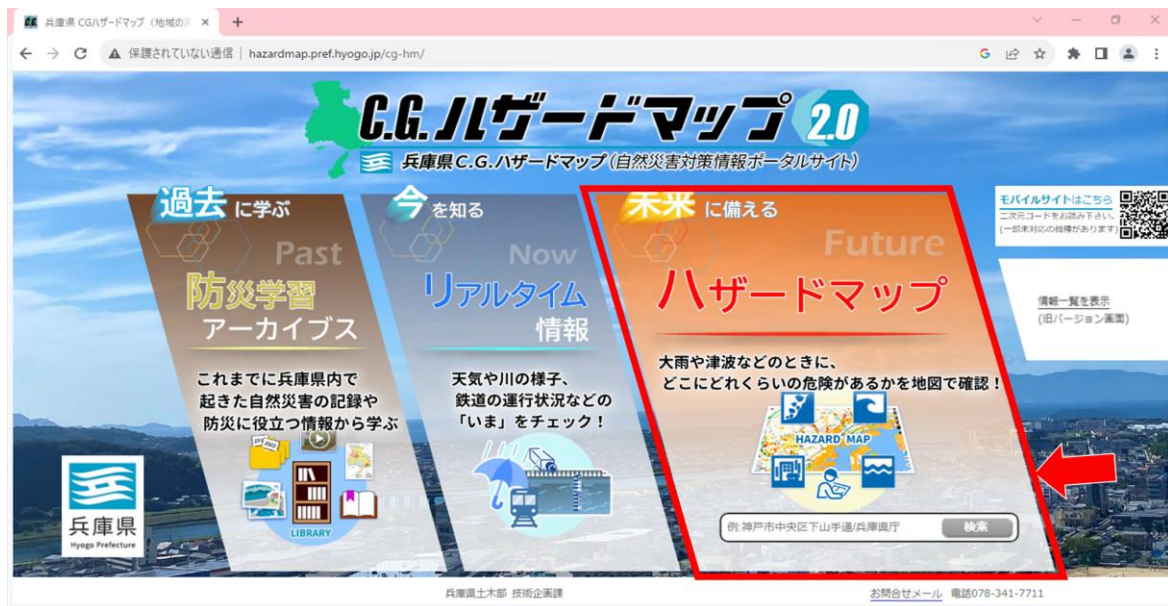 兵庫県 CGハザードマップ（地域の
保護されていない通信 | hazardmap.pref.hyogo.jp/cg-hm/
C.G.ハザードマップ 2.0
兵庫県C.G.ハザードマップ(自然災害対策情報ポータルサイト)
過去 に学ぶ
Past
防災学習
アーカイブス
これまでに兵庫県内で
起きた自然災害の記録や
防災に役立つ情報から学ぶ
LIBRARY
今 を知る
Now
リアルタイム
情報
天気や川の様子、
鉄道の運行状況などの
「いま」をチェック！
未来 に備える
Future
ハザードマップ
大雨や津波などのときに、
どこにどれくらいの危険があるかを地図で確認！
HAZARD MAP
例:神戸市中央区下山手通/兵庫県庁
検索
モバイルサイトはこちら
二次元コードをお読み下さい。
(一部未対応の機種があります)
情報一覧を表示
(旧バージョン画面)
兵庫県
Hyogo Prefecture
兵庫県土木部 技術企画課
お問合せメール 電話078-341-7711